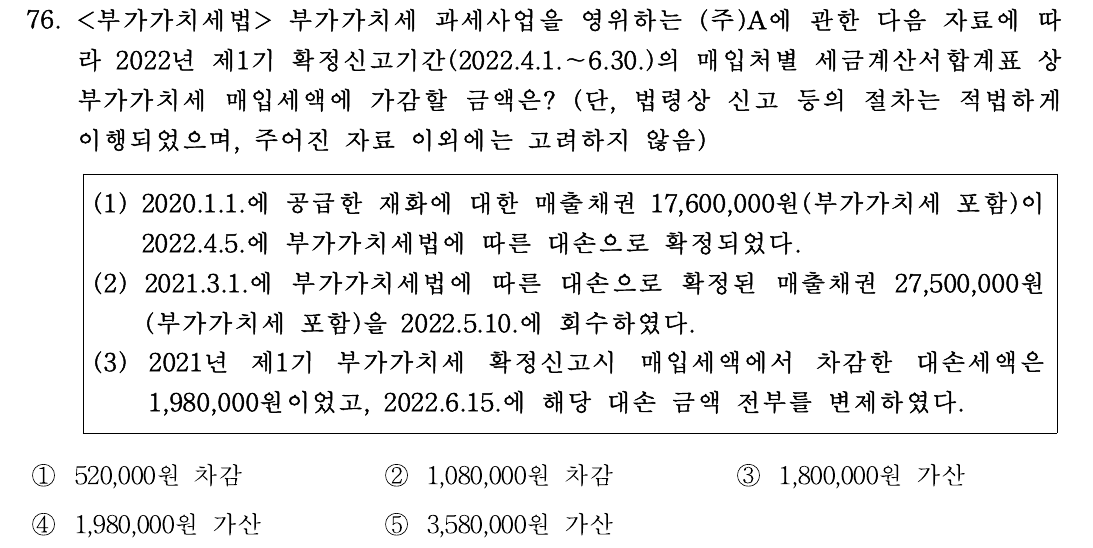 76. <부가가치세법> 부가가치세 과세사업을 영위하는 (주)A에 관한 다음 자료에 따
라 2022년 제1기 확정신고기간(2022.4.1.~6.30.)의 매입처별 세금계산서합계표 상
부가가치세 매입세액에 가감할 금액은? (단, 법령상 신고 등의 절차는 적법하게
이행되었으며, 주어진 자료 이외에는 고려하지 않음)
(1) 2020.1.1.에 공급한 재화에 대한 매출채권 17,600,000원(부가가치세 포함)이
2022.4.5.에 부가가치세법에 따른 대손으로 확정되었다.
(2) 2021.3.1.에 부가가치세법에 따른 대손으로 확정된 매출채권 27,500,000원
(부가가치세 포함)을 2022.5.10.에 회수하였다.
(3) 2021년 제1기 부가가치세 확정신고시 매입세액에서 차감한 대손세액은
1,980,000원이었고, 2022.6.15.에 해당 대손 금액 전부를 변제하였다.
① 520,000원 차감 ② 1,080,000원 차감 ③ 1,800,000원 가산
④ 1,980,000원 가산 ⑤ 3,580,000원 가산